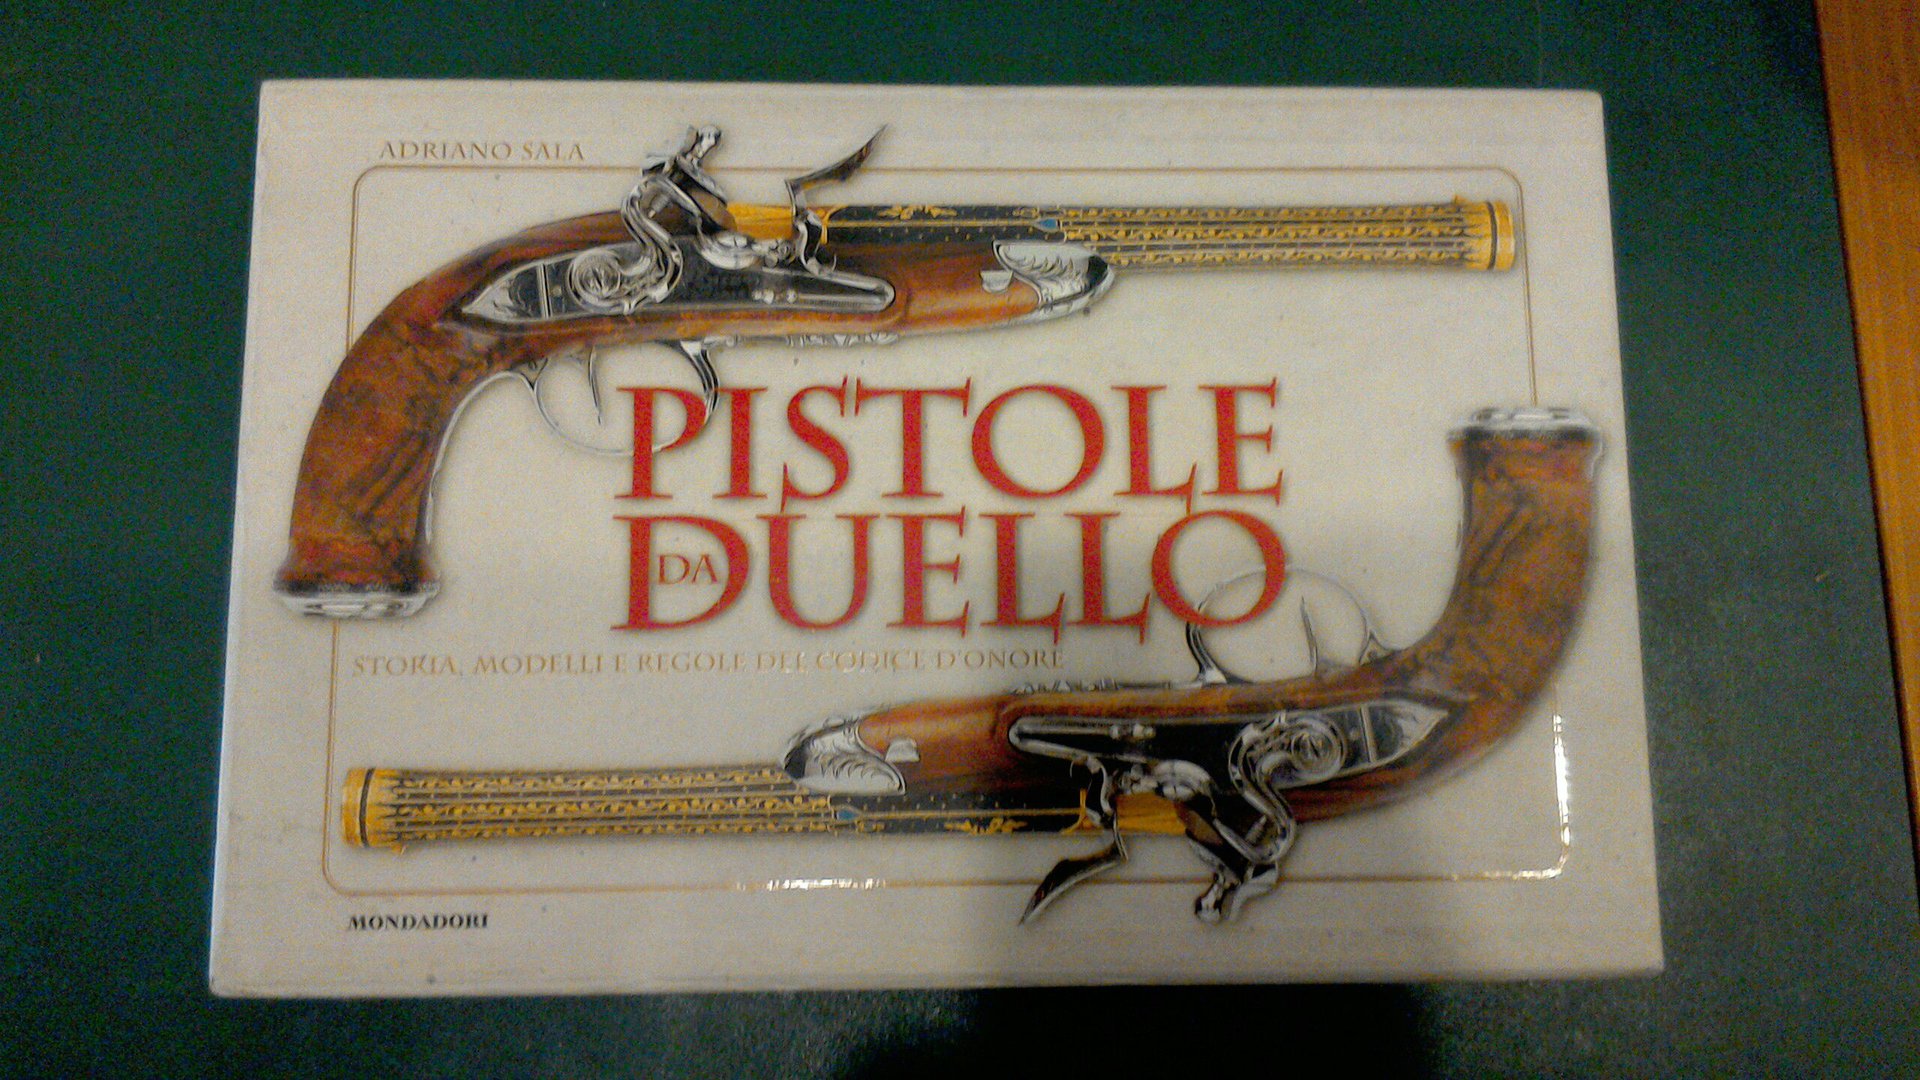 ADRIANO SALA
PISTOLE
DA DUELLO
STORIA, MODELLI E REGOLE DEL CODICE D'ONORE
MONDADORI